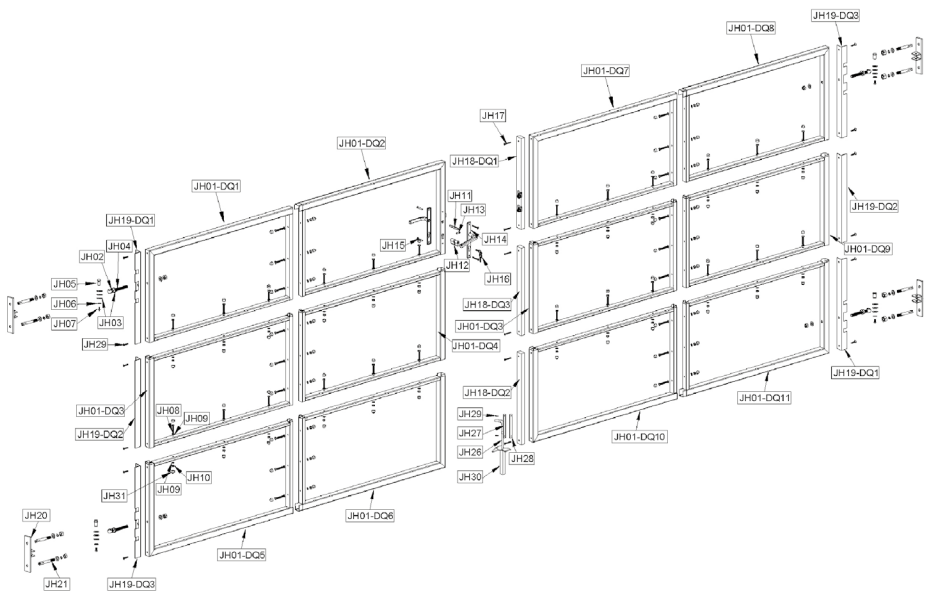 JH19-DQ3
JH01-DQ8
JH01-DQ7
JH17
JH18-DQ1
JH01-DQ2
JH01-DQ1
JH19-DQ1
JH04
JH02
JH05
JH06
JH07
JH03
JH29
JH11
JH13
JH14
JH15
JH12
JH16
JH19-DQ2
JH01-DQ9
JH18-DQ3
JH01-DQ3
JH01-DQ4
JH19-DQ1
JH18-DQ2
JH01-DQ11
JH01-DQ3
JH08
JH09
JH19-DQ2
JH29
JH27
JH26
JH28
JH30
JH01-DQ10
JH10
JH09
JH31
JH20
JH01-DQ6
JH01-DQ5
JH21
JH19-DQ3